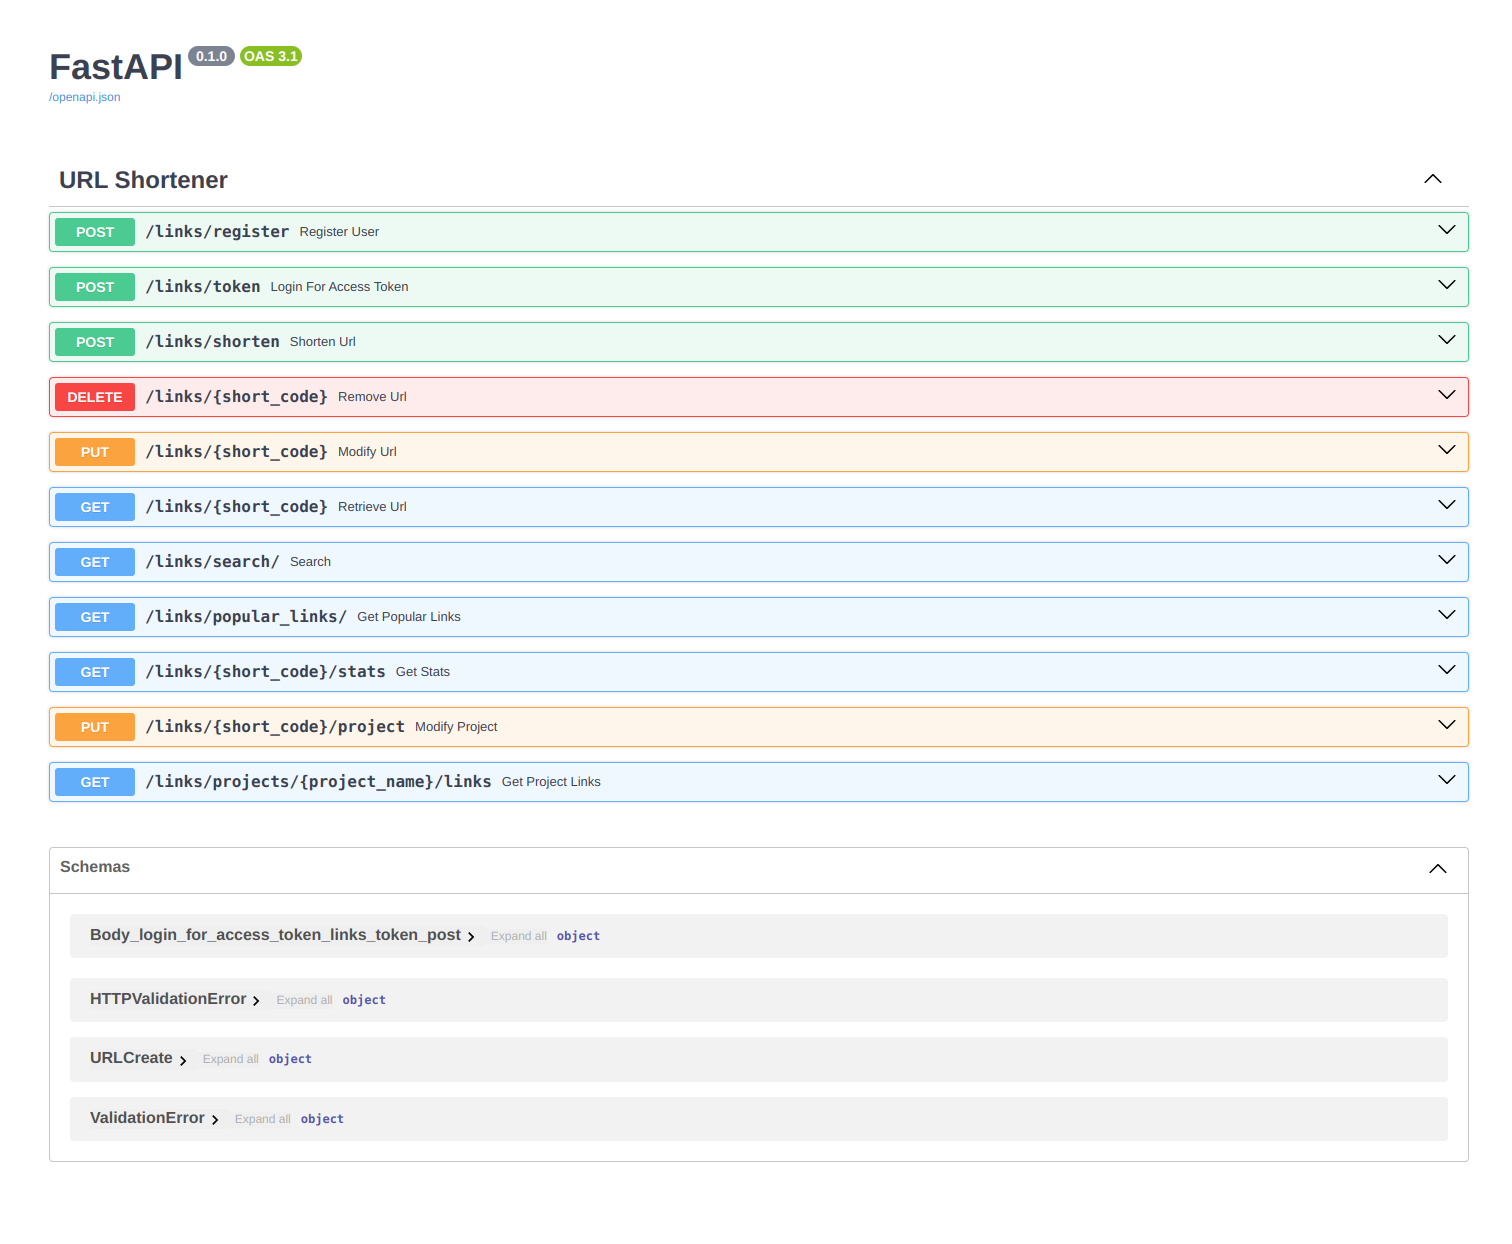 FastAPI 0.1.0 OAS 3.1
/openapi.json
URL Shortener
POST /links/register Register User
POST /links/token Login For Access Token
POST /links/shorten Shorten Url
DELETE /links/{short_code} Remove Url
PUT /links/{short_code} Modify Url
GET /links/{short_code} Retrieve Url
GET /links/search/ Search
GET /links/popular_links/ Get Popular Links
GET /links/{short_code}/stats Get Stats
PUT /links/{short_code}/project Modify Project
GET /links/projects/{project_name}/links Get Project Links
Schemas
Body_login_for_access_token_links_token_post Expand all object
HTTPValidationError Expand all object
URLCreate Expand all object
ValidationError Expand all object